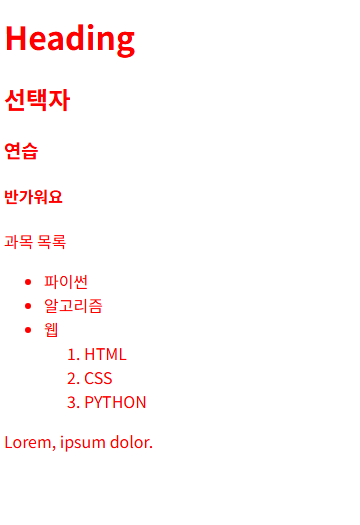 Heading
선택자
연습
반가워요
과목 목록
• 파이썬
• 알고리즘
• 웹
1. HTML
2. CSS
3. PYTHON
Lorem, ipsum dolor.